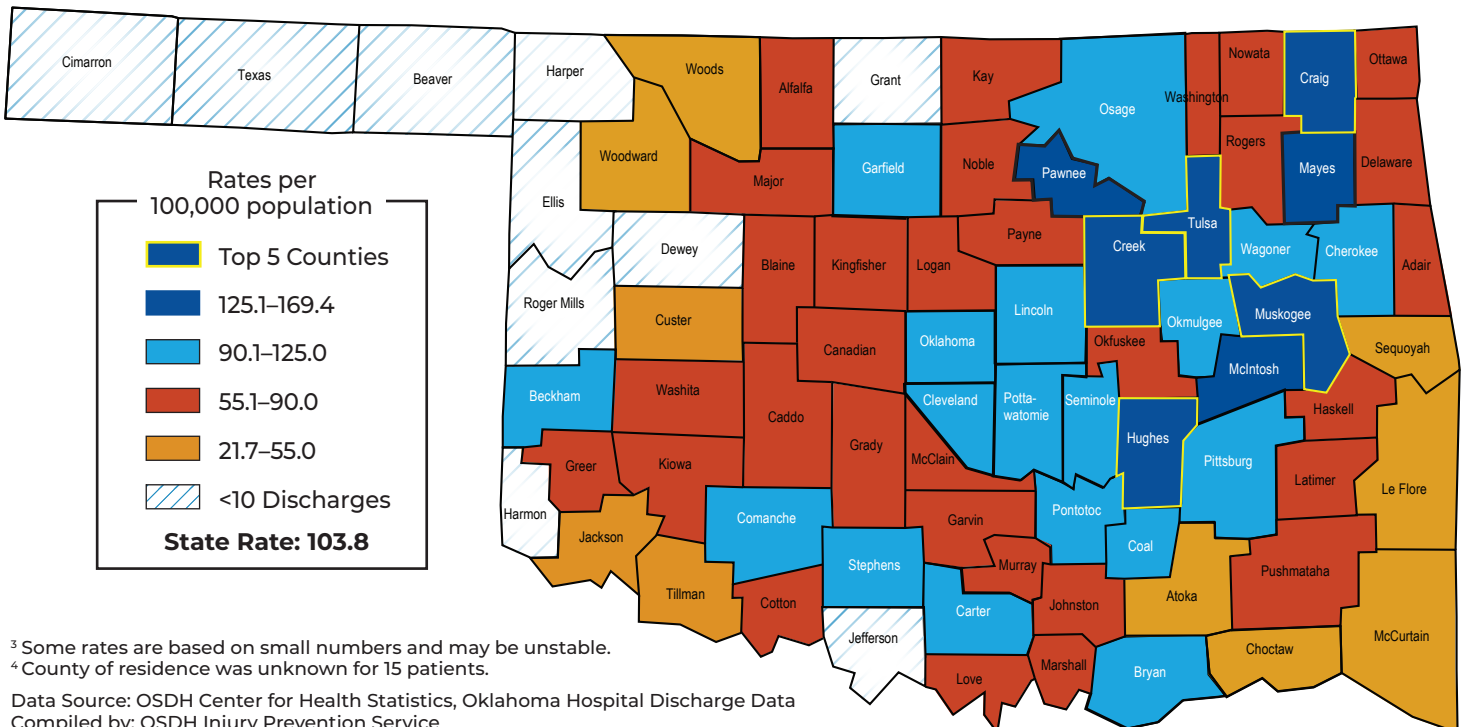 Cimarron
Texas
Beaver
Harper
Woods
Alfalfa
Grant
Kay
Osage
Washington
Nowata
Craig
Ottawa
Woodward
Major
Garfield
Noble
Pawnee
Rogers
Mayes
Delaware
Ellis
Dewey
Blaine
Kingfisher
Logan
Payne
Creek
Tulsa
Wagoner
Cherokee
Adair
Roger Mills
Custer
Canadian
Oklahoma
Lincoln
Okfuskee
Okmulgee
Muskogee
McIntosh
Sequoyah
Beckham
Washita
Caddo
Grady
McClain
Cleveland
Potta-
watomie
Seminole
Hughes
Pittsburg
Haskell
Latimer
Le Flore
Harmon
Greer
Kiowa
Jackson
Tillman
Comanche
Cotton
Stephens
Jefferson
Garvin
Murray
Carter
Love
Pontotoc
Johnston
Marshall
Coal
Atoka
Bryan
Choctaw
Pushmataha
McCurtain
Rates per
100,000 population
Top 5 Counties
125.1–169.4
90.1–125.0
55.1–90.0
21.7–55.0
<10 Discharges
State Rate: 103.8
³ Some rates are based on small numbers and may be unstable.
⁴ County of residence was unknown for 15 patients.
Data Source: OSDH Center for Health Statistics, Oklahoma Hospital Discharge Data
Compiled by: OSDH Injury Prevention Service